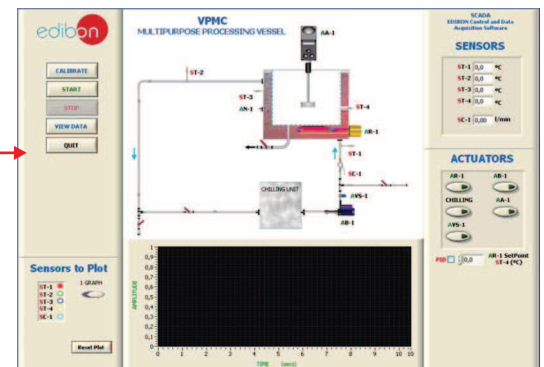 edibon
CALIBRATE
START
STOP
VIEW DATA
QUIT
Sensors to Plot
ST-1
ST-2
ST-3
ST-4
SC-1
1 GRAPH
Reset Plot
VPMC
MULTIPURPOSE PROCESSING VESSEL
AA-1
ST-2
ST-3
AN-1
ST-4
AR-1
ST-1
SC-1
CHILLING UNIT
AVS-1
AB-1
AMPLITUDE
1
0,9
0,8
0,7
0,6
0,5
0,4
0,3
0,2
0,1
0
0 1 2 3 4 5 6 7 8 9 10 10
TIME (secs)
SCADA
EDIBON Control and Data
Acquisition Software
SENSORS
ST-1 0,0 ºC
ST-2 0,0 ºC
ST-3 0,0 ºC
ST-4 0,0 ºC
SC-1 0,00 l/min
ACTUATORS
AR-1 AB-1
CHILLING AA-1
AVS-1
PID 0,0 AR-1 SetPoint
ST-4 (ºC)